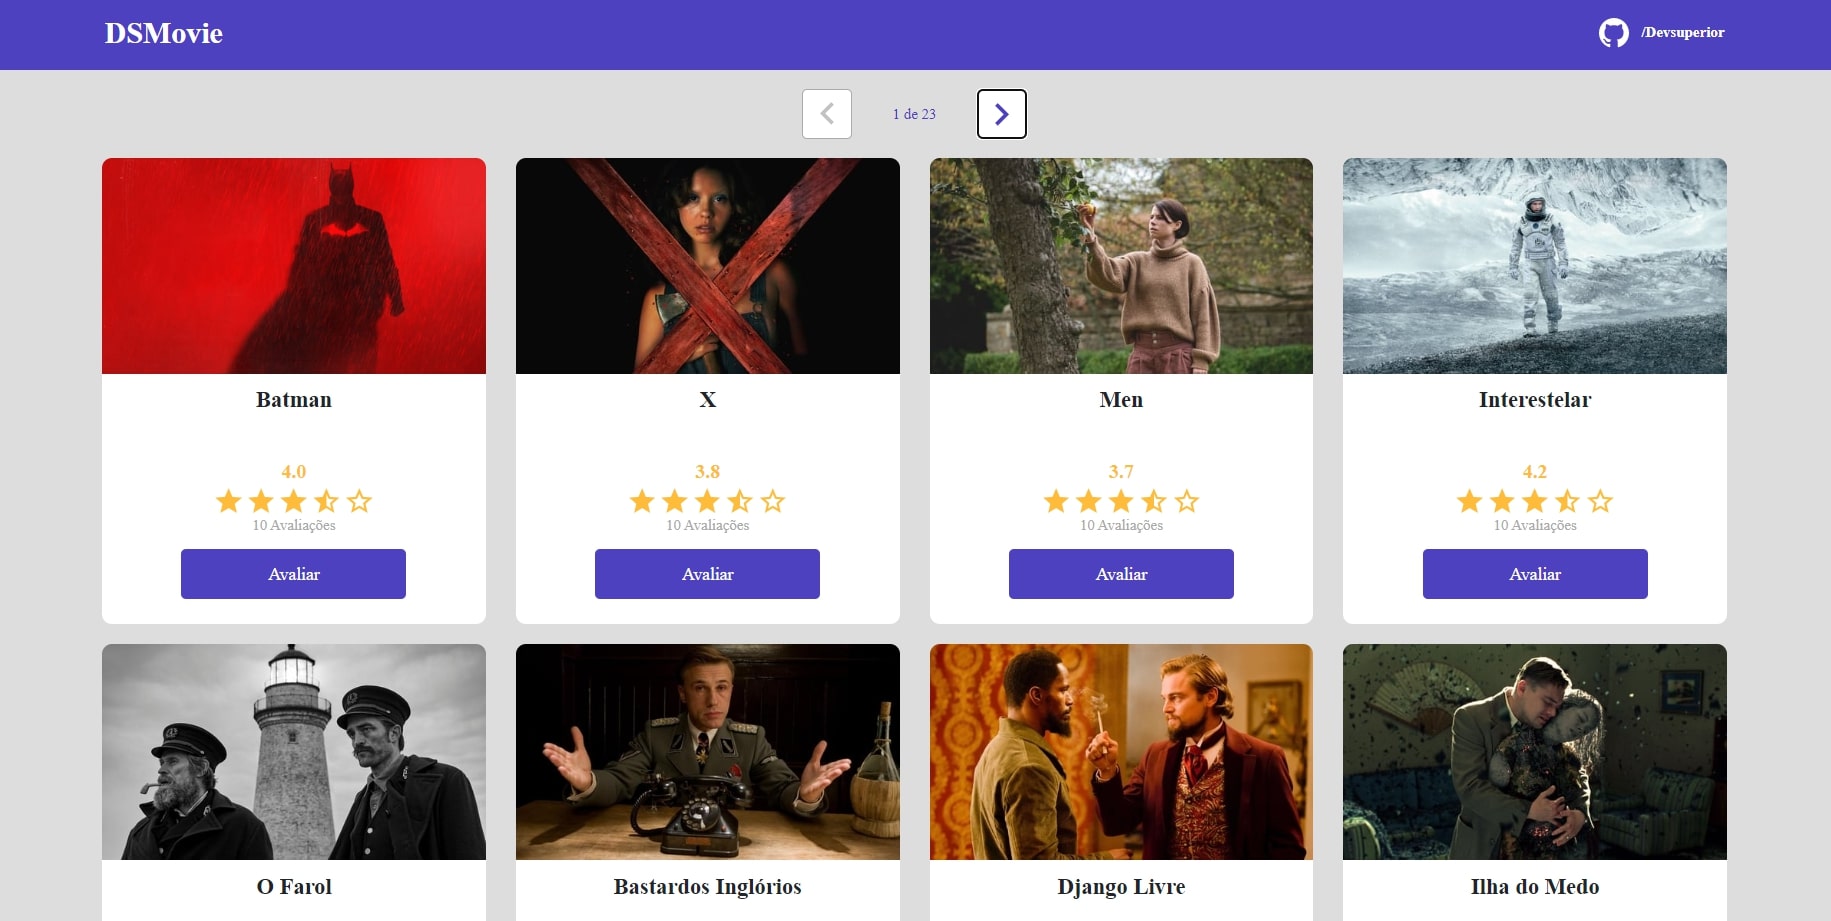 DSMovie
/Devsuperior
1 de 23
Batman
4.0
10 Avaliações
Avaliar
X
3.8
10 Avaliações
Avaliar
Men
3.7
10 Avaliações
Avaliar
Interestelar
4.2
10 Avaliações
Avaliar
O Farol
Bastardos Inglórios
Django Livre
Ilha do Medo